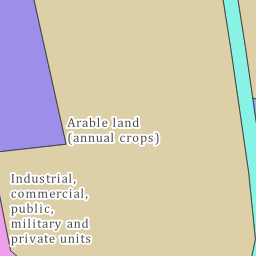 Arable land
(annual crops)
Industrial,
commercial,
public,
military and
private units